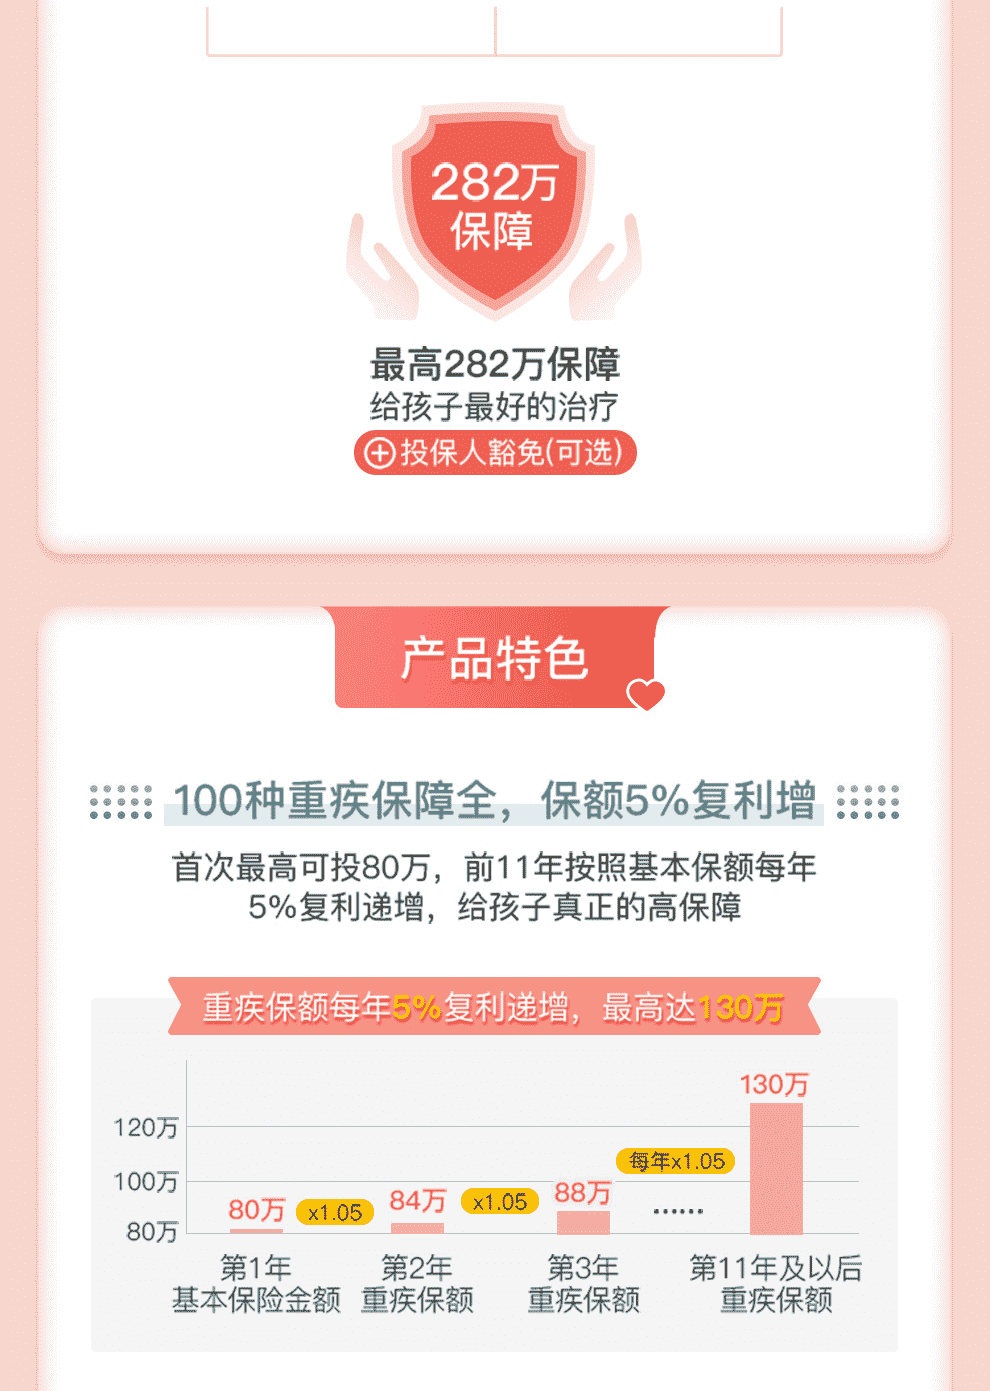 282万
保障
最高282万保障
给孩子最好的治疗
投保人豁免(可选)
产品特色
100种重疾保障全，保额5%复利增
首次最高可投80万，前11年按照基本保额每年
5%复利递增，给孩子真正的高保障
重疾保额每年5%复利递增，最高达130万
130万
120万
每年x1.05
100万
88万
84万
x1.05
80万
x1.05
......
80万
第1年
基本保险金额
第2年
重疾保额
第3年
重疾保额
第11年及以后
重疾保额